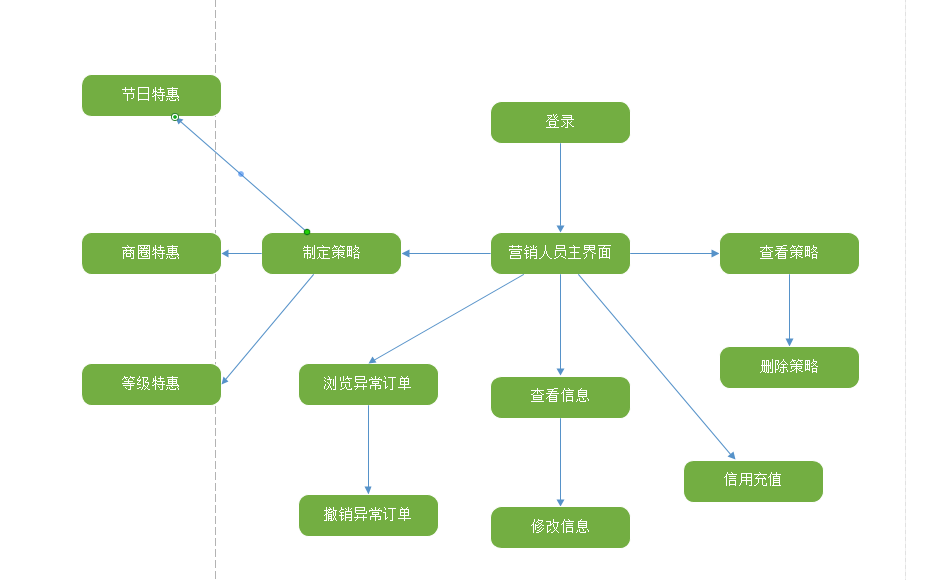 节日特惠
登录
商圈特惠
制定策略
营销人员主界面
查看策略
等级特惠
浏览异常订单
查看信息
删除策略
信用充值
撤销异常订单
修改信息